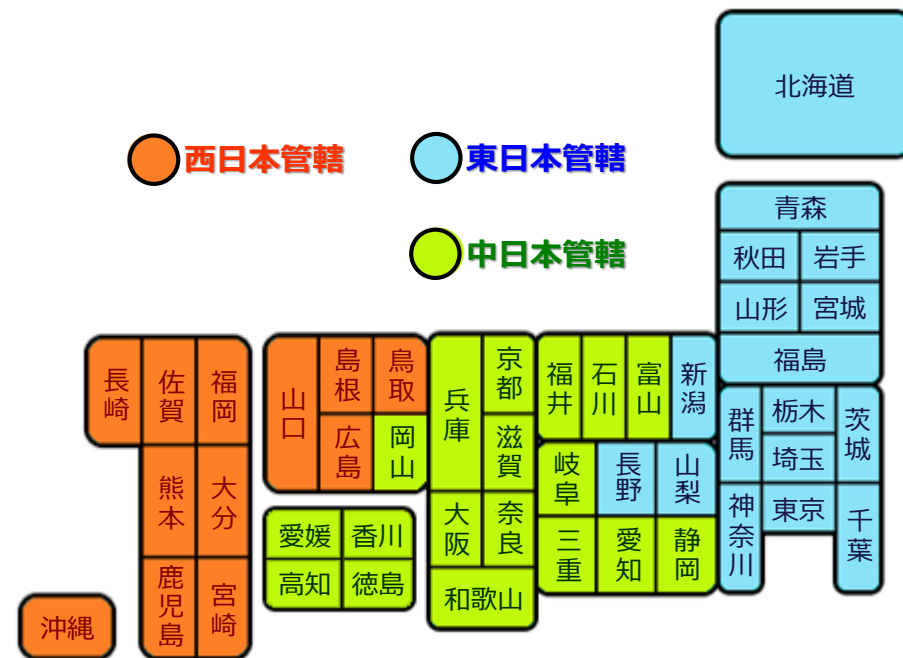 北海道
西日本管轄
東日本管轄
中日本管轄
青森
秋田
岩手
山形
宮城
福島
長崎
佐賀
福岡
山口
島根
鳥取
兵庫
京都
福井
石川
富山
新潟
群馬
栃木
茨城
広島
岡山
滋賀
岐阜
長野
山梨
埼玉
熊本
大分
大阪
奈良
神奈川
東京
千葉
愛媛
香川
三重
愛知
静岡
鹿児島
宮崎
高知
徳島
和歌山
沖縄